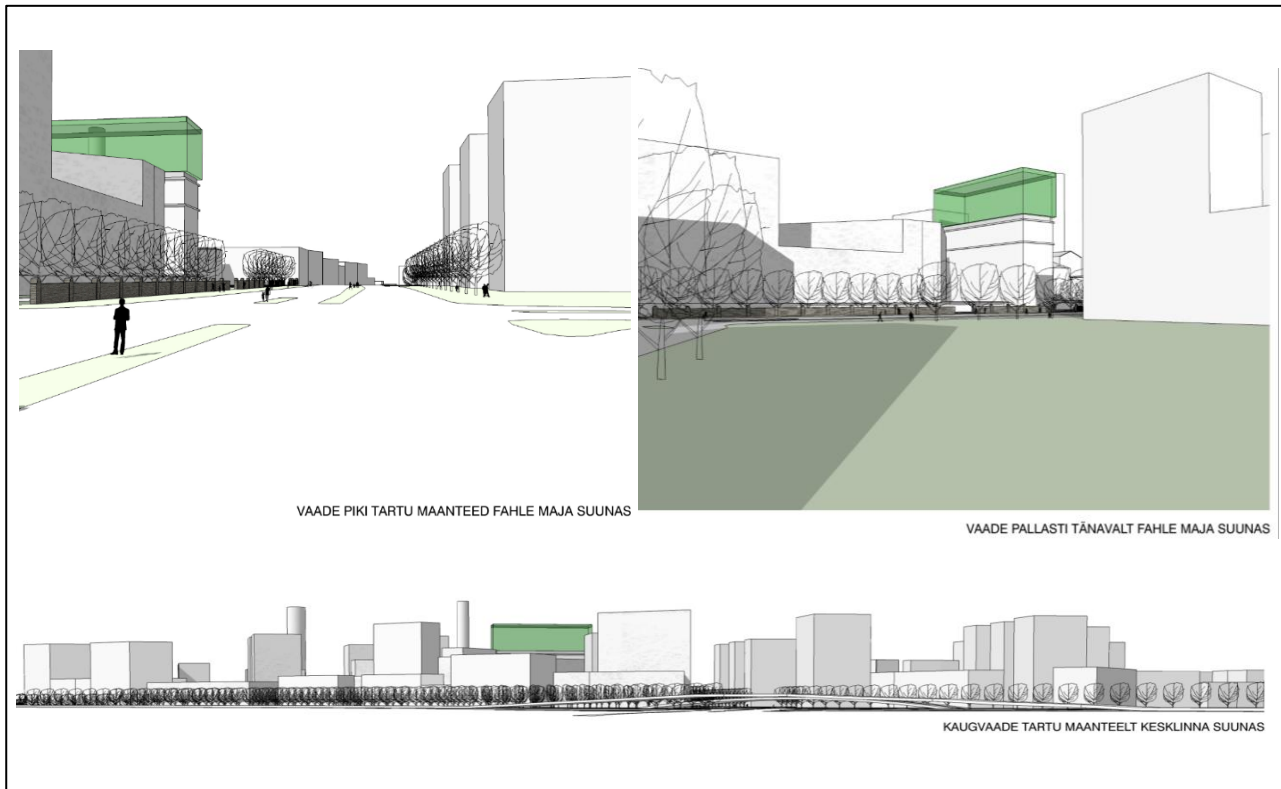 VAADE PIKI TARTU MAANTEED FAHLE MAJA SUUNAS
VAADE PALLASTI TÄNAVALT FAHLE MAJA SUUNAS
KAUGVAADE TARTU MAANTEELT KESKLINNA SUUNAS